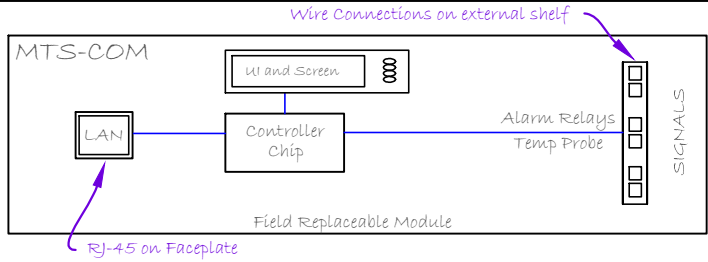 Wire Connections on external shelf
MTS-COM
UI and Screen
LAN
Controller
Chip
Alarm Relays
Temp Probe
SIGNALS
Field Replaceable Module
RJ-45 on Faceplate